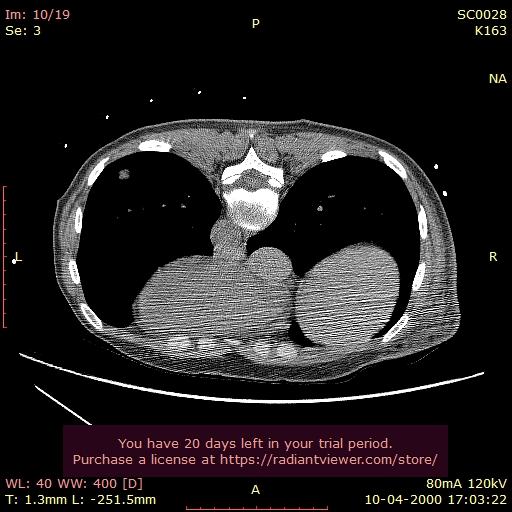 Im: 10/19
Se: 3
P
SC0028
K163
NA
L
R
You have 20 days left in your trial period.
Purchase a license at https://radiantviewer.com/store/
WL: 40 WW: 400 [D]
T: 1.3mm L: -251.5mm
A
80mA 120kV
10-04-2000 17:03:22